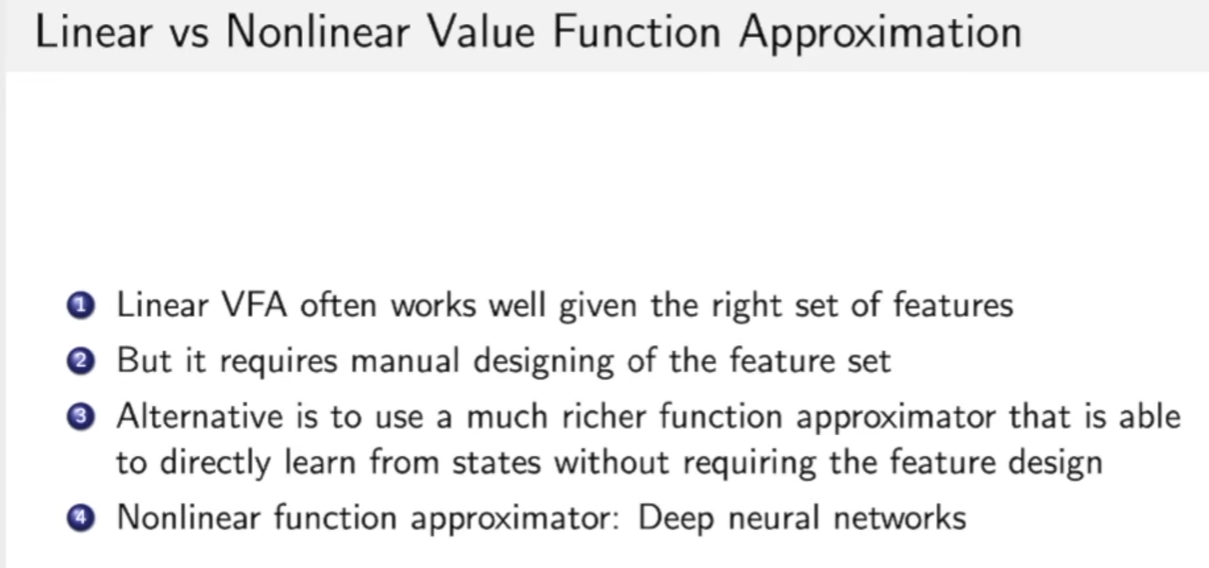 Linear vs Nonlinear Value Function Approximation
1 Linear VFA often works well given the right set of features
2 But it requires manual designing of the feature set
3 Alternative is to use a much richer function approximator that is able
to directly learn from states without requiring the feature design
4 Nonlinear function approximator: Deep neural networks